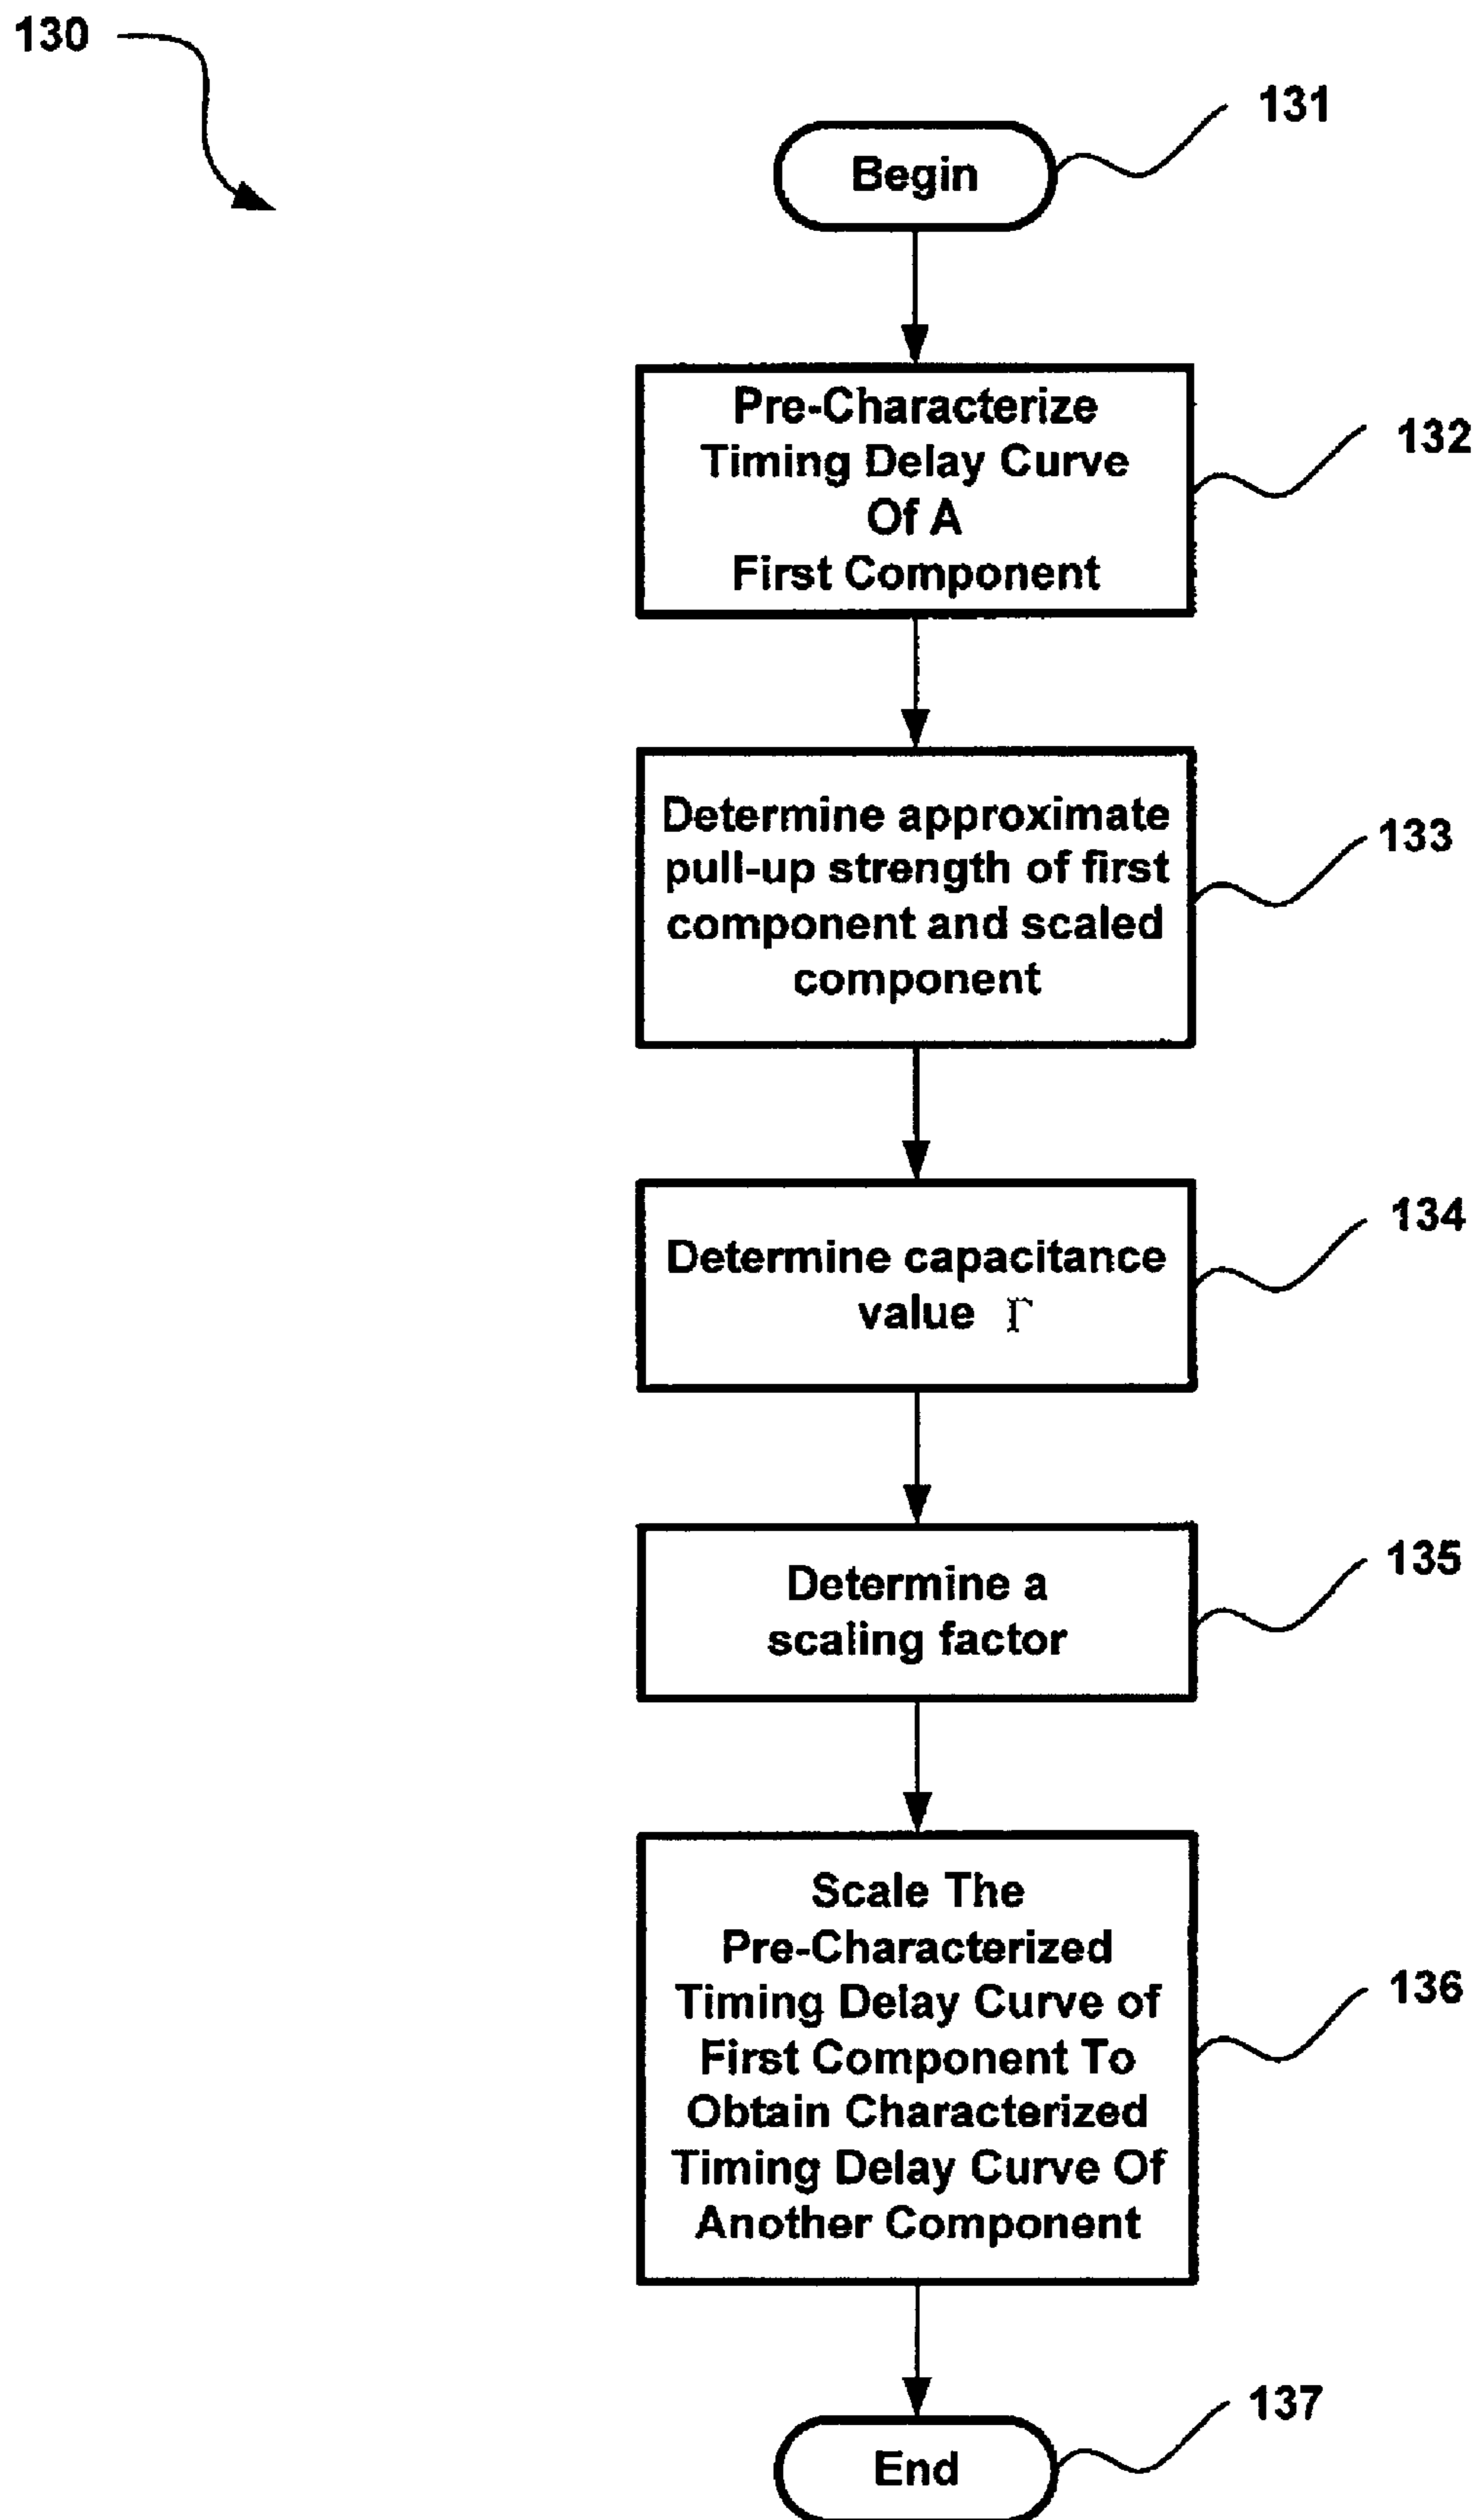 130
131
Begin
Pre-Characterize
Timing Delay Curve
Of A
First Component
132
Determine approximate
pull-up strength of first
component and scaled
component
133
Determine capacitance
value Γ
134
Determine a
scaling factor
135
Scale The
Pre-Characterized
Timing Delay Curve of
First Component To
Obtain Characterized
Timing Delay Curve Of
Another Component
136
137
End